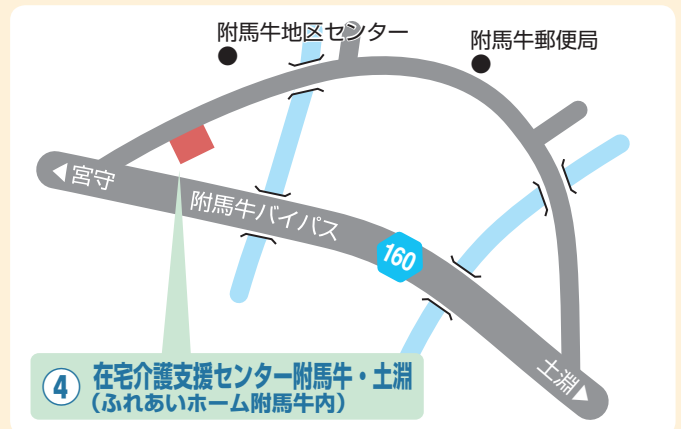 附馬牛地区センター
附馬牛郵便局
◀宮守
附馬牛バイパス
160
土淵▶
④ 在宅介護支援センター附馬牛・土淵
（ふれあいホーム附馬牛内）